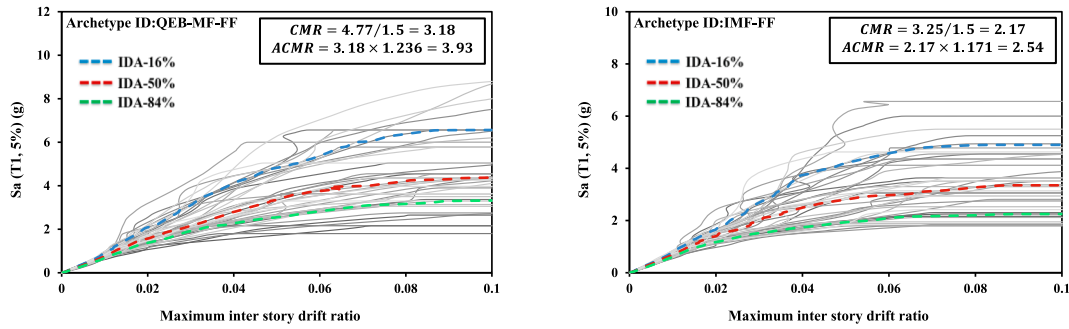 Archetype ID:QEB-MF-FF
CMR = 4.77/1.5 = 3.18
ACMR = 3.18 × 1.236 = 3.93
IDA-16%
IDA-50%
IDA-84%
Sa (T1, 5%) (g)
12
10
8
6
4
2
0
0
0.02
0.04
0.06
0.08
0.1
Maximum inter story drift ratio
Archetype ID:IMF-FF
CMR = 3.25/1.5 = 2.17
ACMR = 2.17 × 1.171 = 2.54
IDA-16%
IDA-50%
IDA-84%
Sa (T1, 5%) (g)
10
8
6
4
2
0
0
0.02
0.04
0.06
0.08
0.1
Maximum inter story drift ratio